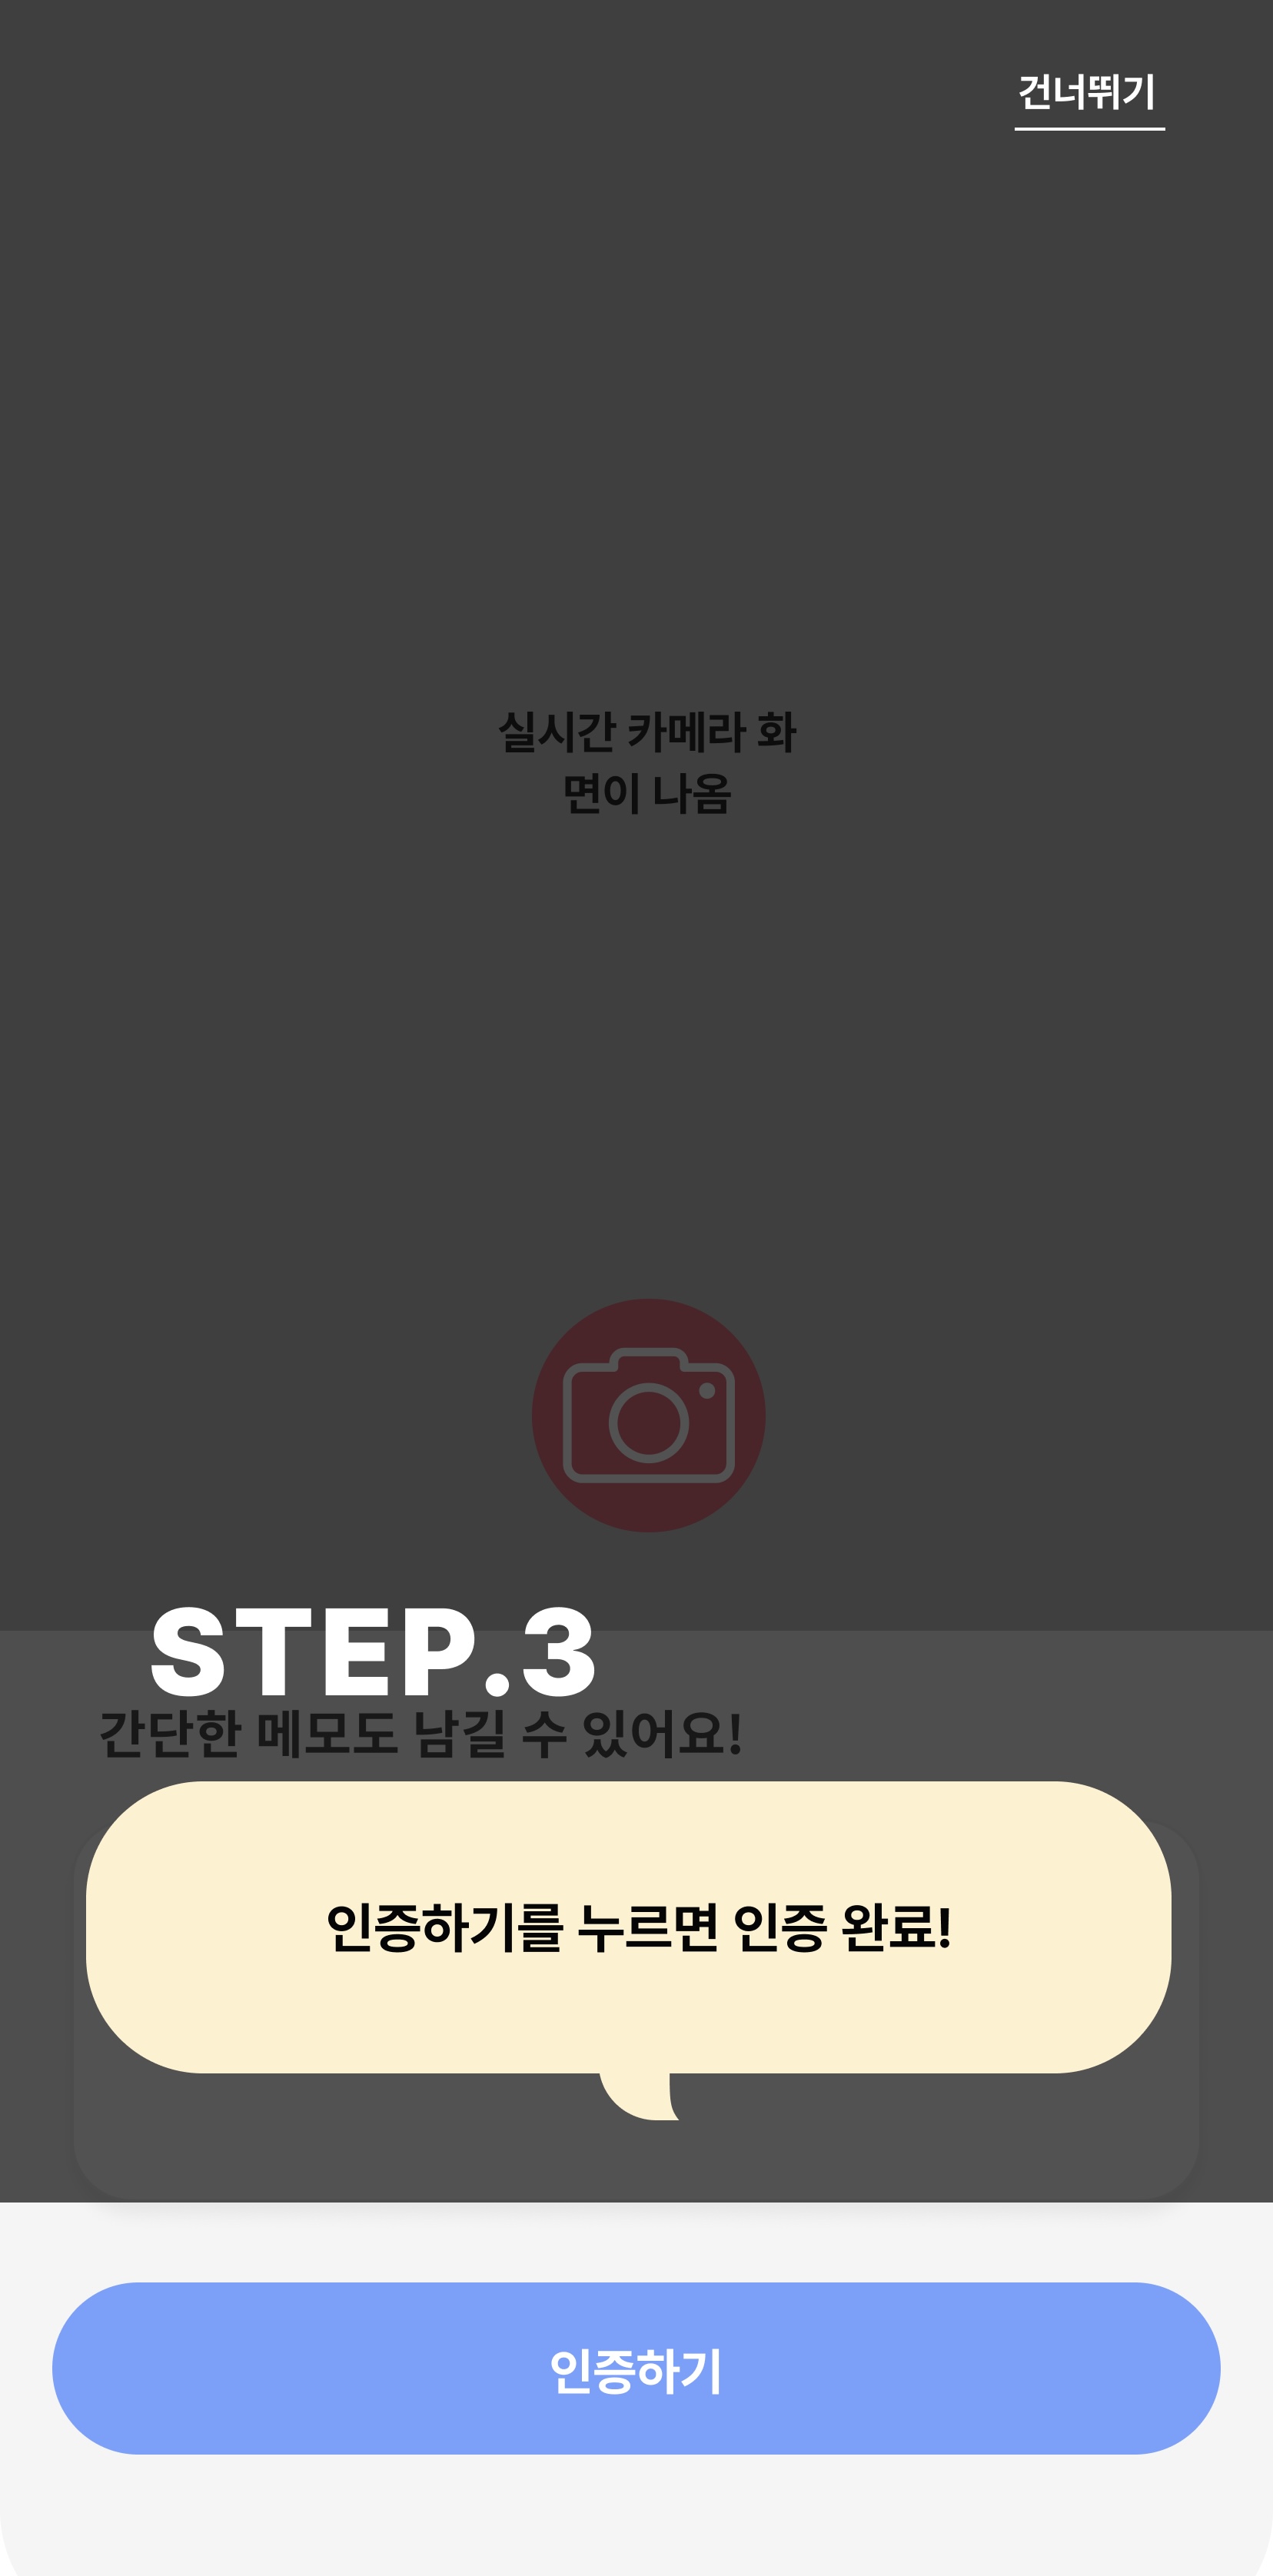 건너뛰기
실시간 카메라 화
면이 나옴
STEP.3
간단한 메모도 남길 수 있어요!
인증하기를 누르면 인증 완료!
인증하기